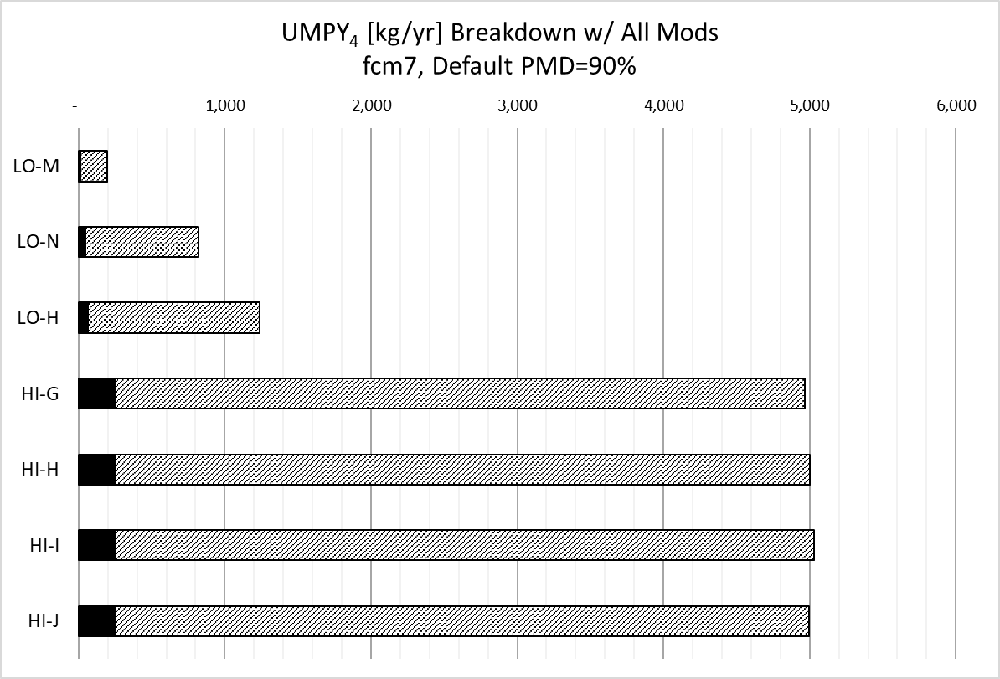 UMPY4 [kg/yr] Breakdown w/ All Mods
fcm7, Default PMD=90%
- 1,000 2,000 3,000 4,000 5,000 6,000
LO-M
LO-N
LO-H
HI-G
HI-H
HI-I
HI-J